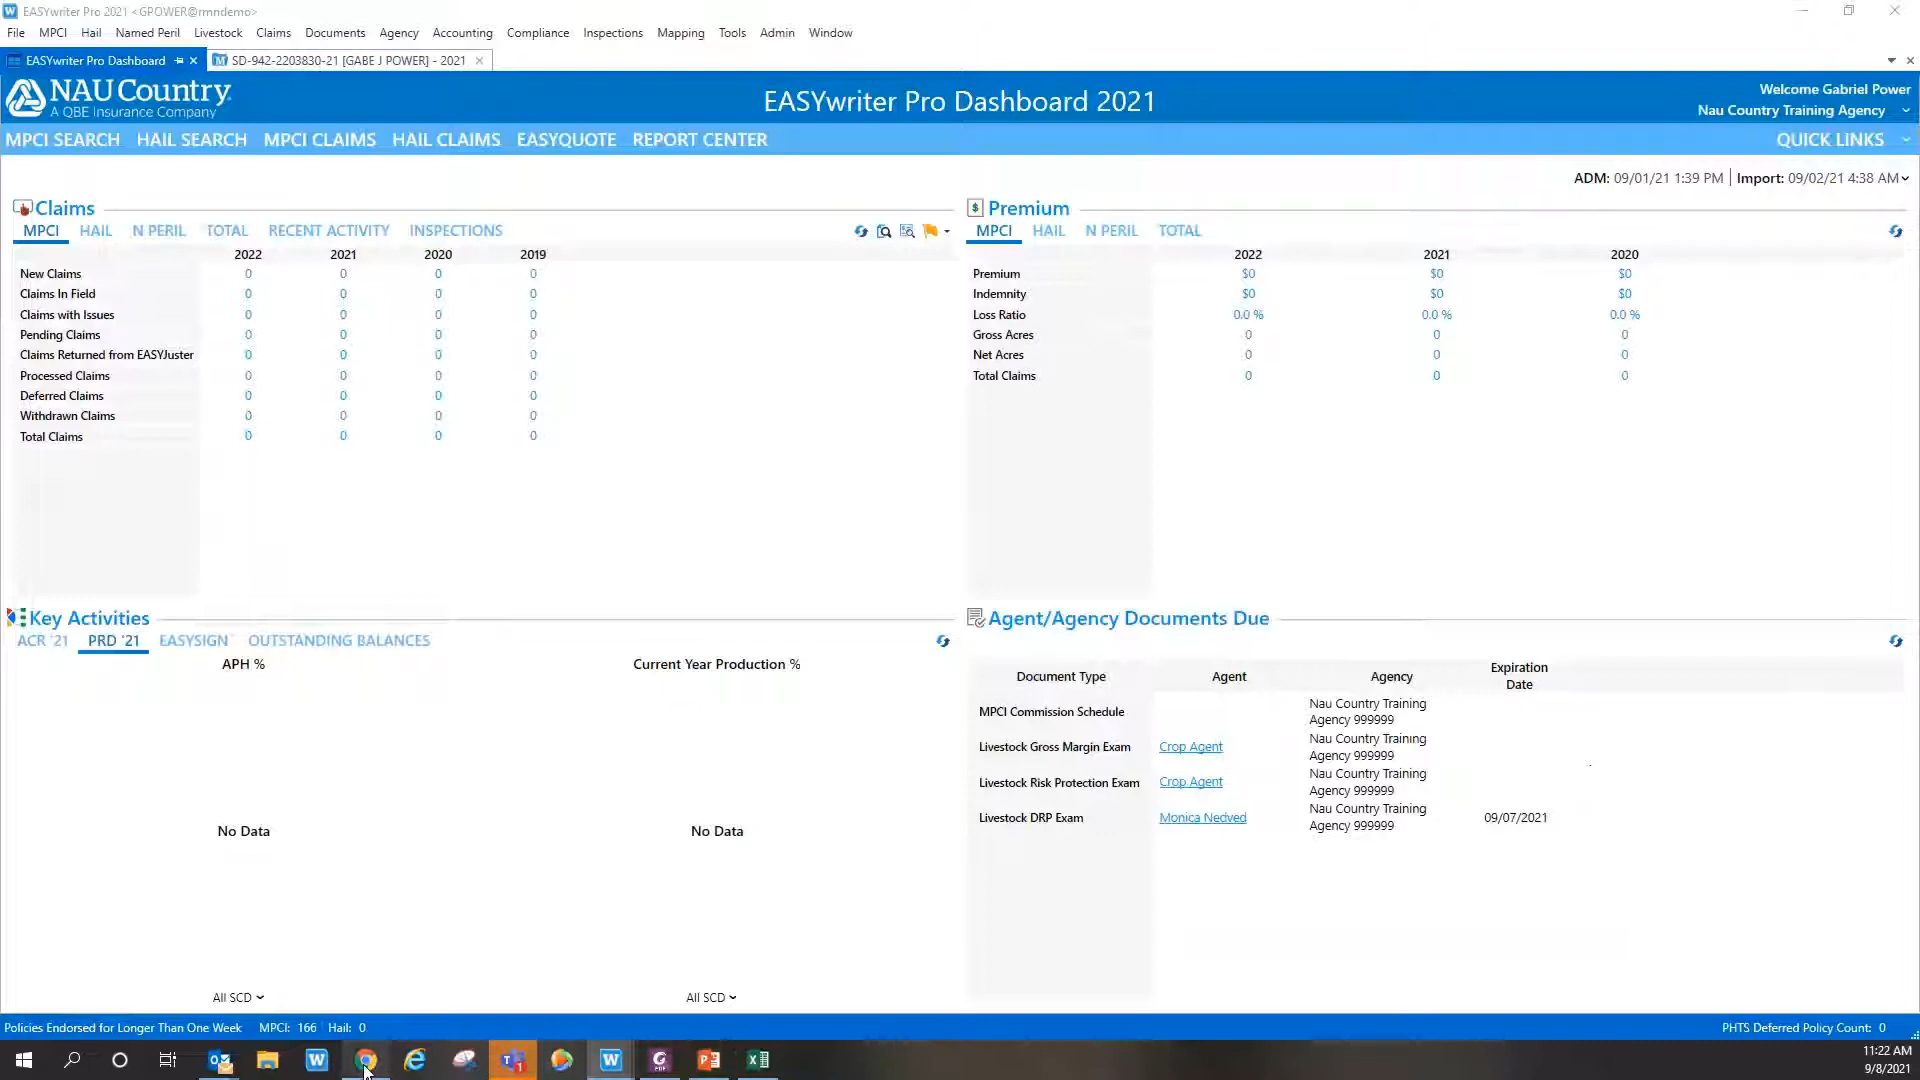 EASYwriter Pro 2021 <GPOWER@rmndemo>
File MPCI Hail Named Peril Livestock Claims Documents Agency Accounting Compliance Inspections Mapping Tools Admin Window
EASYwriter Pro Dashboard SD-942-2203830-21 [GABE J POWER] - 2021
NAU Country
A QBE Insurance Company
EASYwriter Pro Dashboard 2021
Welcome Gabriel Power
Nau Country Training Agency
MPCI SEARCH HAIL SEARCH MPCI CLAIMS HAIL CLAIMS EASYQUOTE REPORT CENTER QUICK LINKS
ADM: 09/01/21 1:39 PM | Import: 09/02/21 4:38 AM
Claims
MPCI HAIL N PERIL TOTAL RECENT ACTIVITY INSPECTIONS
2022 2021 2020 2019
New Claims 0 0 0 0
Claims In Field 0 0 0 0
Claims with Issues 0 0 0 0
Pending Claims 0 0 0 0
Claims Returned from EASYJuster 0 0 0 0
Processed Claims 0 0 0 0
Deferred Claims 0 0 0 0
Withdrawn Claims 0 0 0 0
Total Claims 0 0 0 0
Premium
MPCI HAIL N PERIL TOTAL
2022 2021 2020
Premium $0 $0 $0
Indemnity $0 $0 $0
Loss Ratio 0.0 % 0.0 % 0.0 %
Gross Acres 0 0 0
Net Acres 0 0 0
Total Claims 0 0 0
Key Activities
ACR '21 PRD '21 EASYSIGN OUTSTANDING BALANCES
APH % Current Year Production %
No Data No Data
All SCD All SCD
Agent/Agency Documents Due
Document Type Agent Agency Expiration
Date
MPCI Commission Schedule Nau Country Training
Agency 999999
Livestock Gross Margin Exam Crop Agent Nau Country Training
Agency 999999
Livestock Risk Protection Exam Crop Agent Nau Country Training
Agency 999999
Livestock DRP Exam Monica Nedved Nau Country Training
Agency 999999 09/07/2021
Policies Endorsed for Longer Than One Week MPCI: 166 Hail: 0 PHTS Deferred Policy Count: 0
11:22 AM
9/8/2021